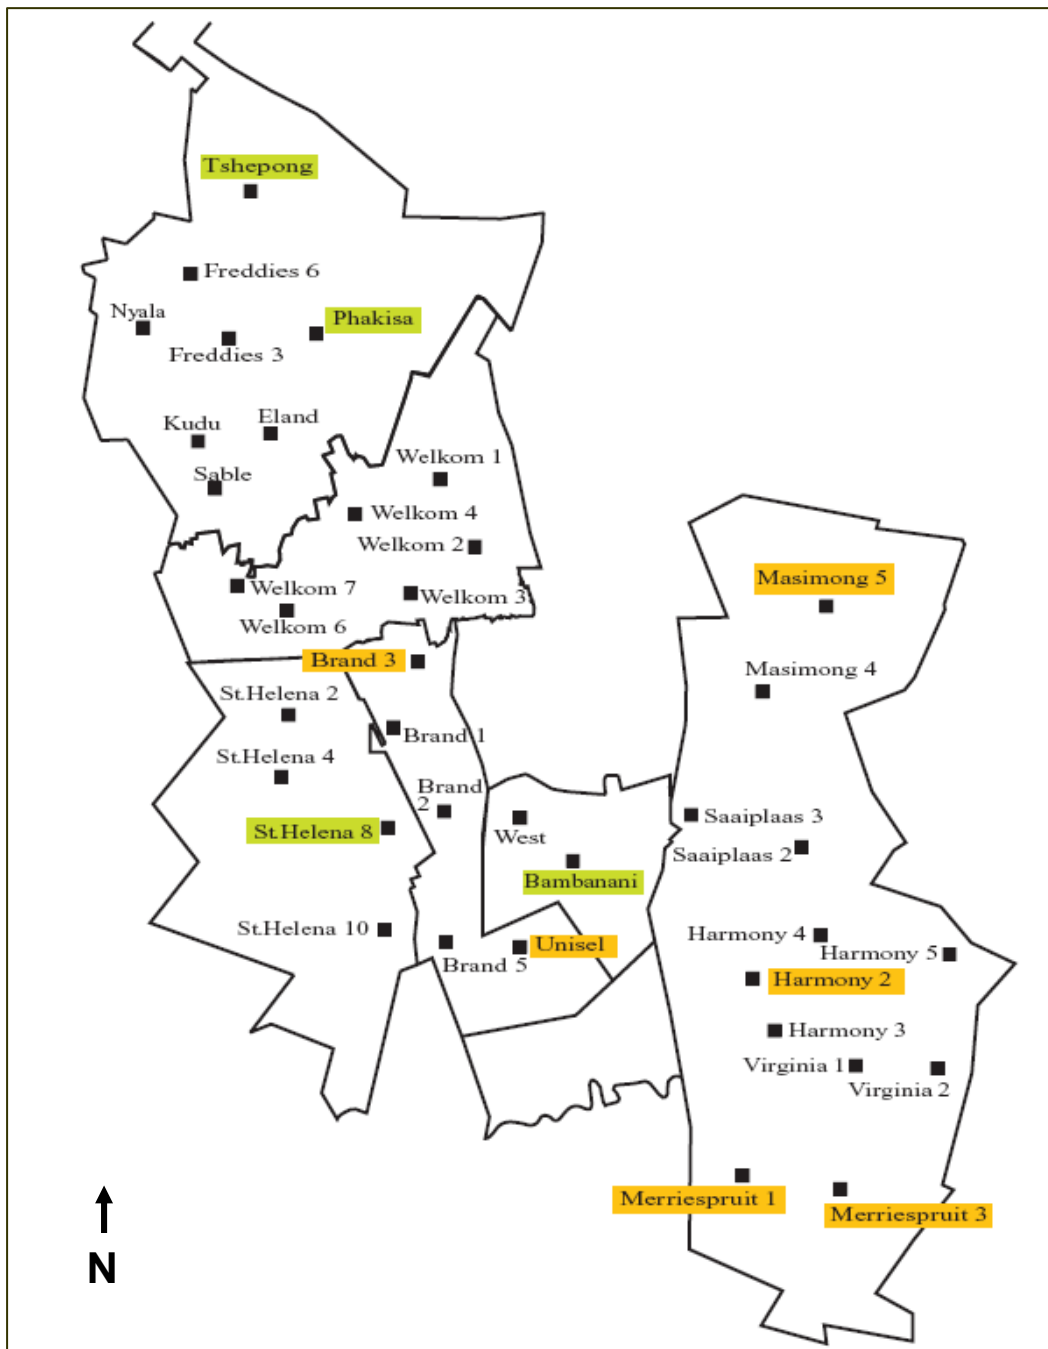 Tshepong
Freddies 6
Nyala
Phakisa
Freddies 3
Kudu
Eland
Sable
Welkom 1
Welkom 4
Welkom 2
Welkom 7
Welkom 3
Welkom 6
Masimong 5
Brand 3
Masimong 4
St.Helena 2
Brand 1
St.Helena 4
Brand
2
West
Saaiplaas 3
St.Helena 8
Saaiplaas 2
Bambanani
St.Helena 10
Harmony 4
Brand 5
Unisel
Harmony 5
Harmony 2
Harmony 3
Virginia 1
Virginia 2
Merriespruit 1
Merriespruit 3
N